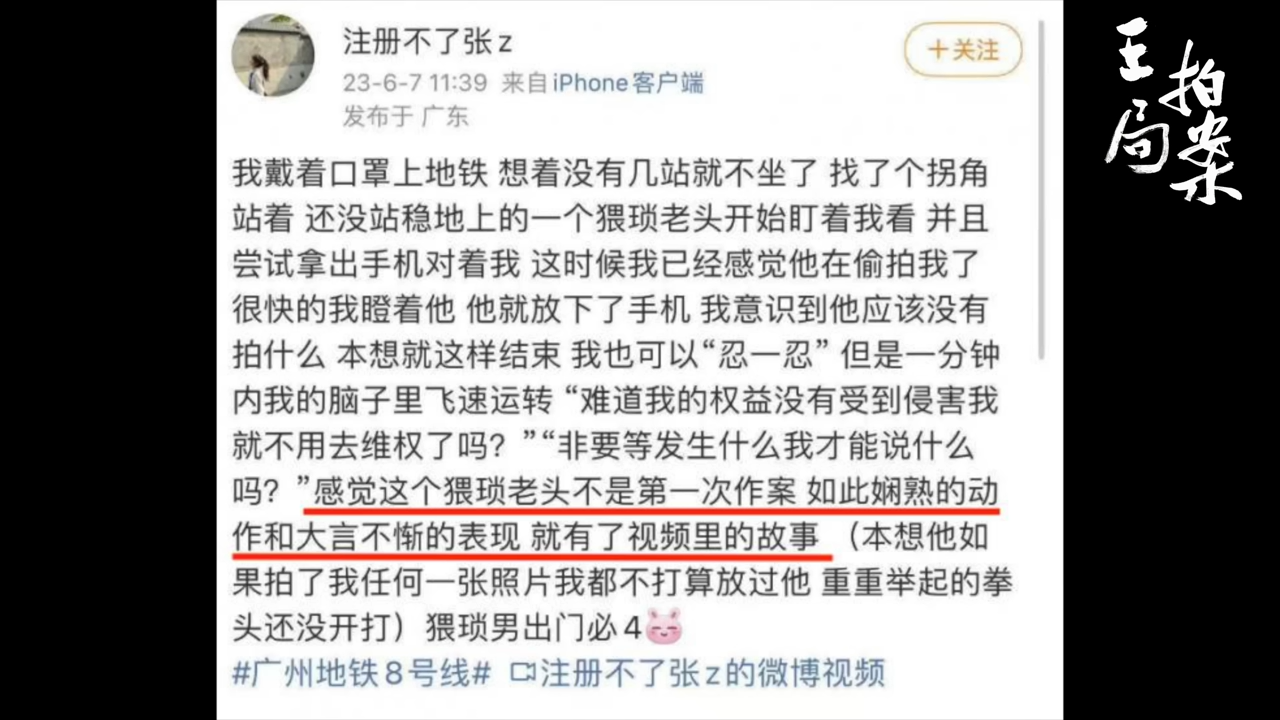 注册不了张z
+关注
23-6-7 11:39 来自iPhone客户端
发布于 广东
我戴着口罩上地铁 想着没有几站就不坐了 找了个拐角
站着 还没站稳地上的一个猥琐老头开始盯着我看 并且
尝试拿出手机对着我 这时候我已经感觉他在偷拍我了
很快的我瞪着他 他就放下了手机 我意识到他应该没有
拍什么 本想就这样结束 我也可以“忍一忍” 但是一分钟
内我的脑子里飞速运转 “难道我的权益没有受到侵害我
就不用去维权了吗？”“非要等发生什么我才能说什么
吗？”感觉这个猥琐老头不是第一次作案 如此娴熟的动
作和大言不惭的表现 就有了视频里的故事 （本想他如
果拍了我任何一张照片我都不打算放过他 重重举起的拳
头还没开打）猥琐男出门必4
#广州地铁8号线# 注册不了张z的微博视频
王局
拍案